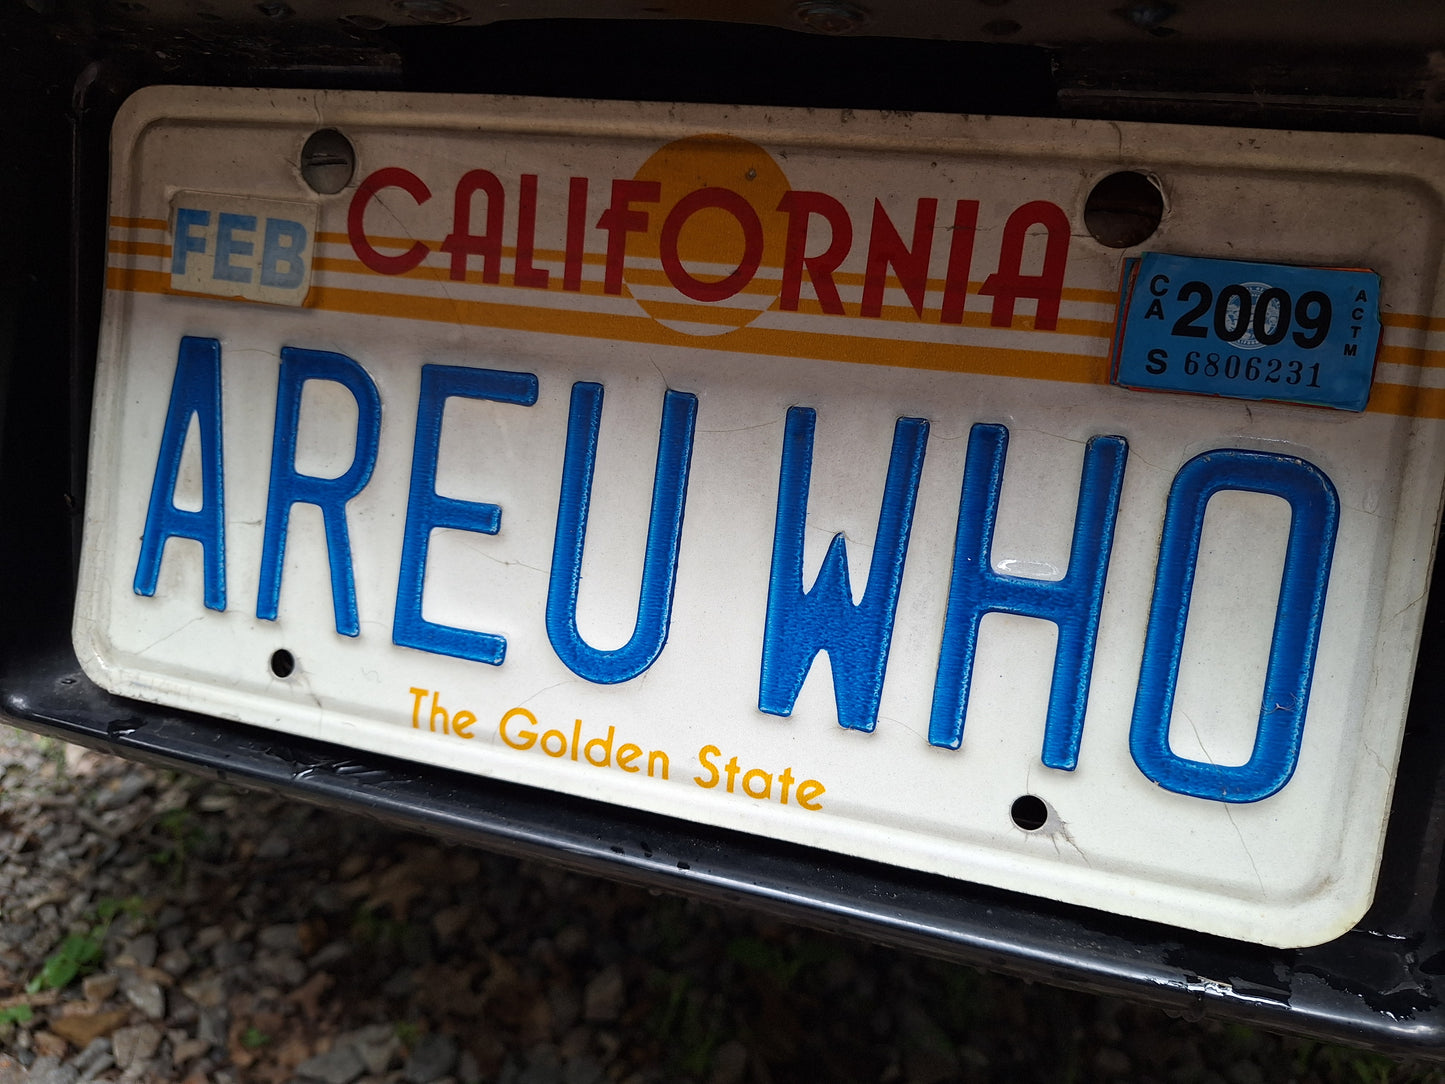 CALIFORNIA
FEB
CA 2009 ACTM
S 6806231
AREU WHO
The Golden State